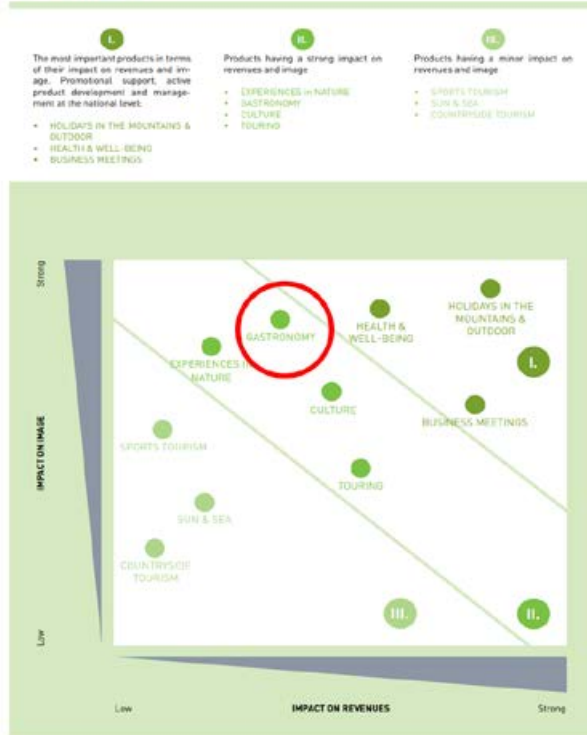 I.
The most important products in terms
of their impact on revenues and im-
age. Promotional support, active
product development and manage-
ment at the national level:
• HOLIDAYS IN THE MOUNTAINS &
OUTDOOR
• HEALTH & WELL-BEING
• BUSINESS MEETINGS
II.
Products having a strong impact on
revenues and image
• EXPERIENCES in NATURE
• GASTRONOMY
• CULTURE
• TOURING
III.
Products having a minor impact on
revenues and image
• SPORTS TOURISM
• SUN & SEA
• COUNTRYSIDE TOURISM
Strong
IMPACT ON IMAGE
Low
HOLIDAYS IN THE
MOUNTAINS &
OUTDOOR
HEALTH &
WELL-BEING
GASTRONOMY
EXPERIENCES IN
NATURE
I.
CULTURE
BUSINESS MEETINGS
SPORTS TOURISM
TOURING
SUN & SEA
COUNTRYSIDE
TOURISM
III.
II.
Low
IMPACT ON REVENUES
Strong